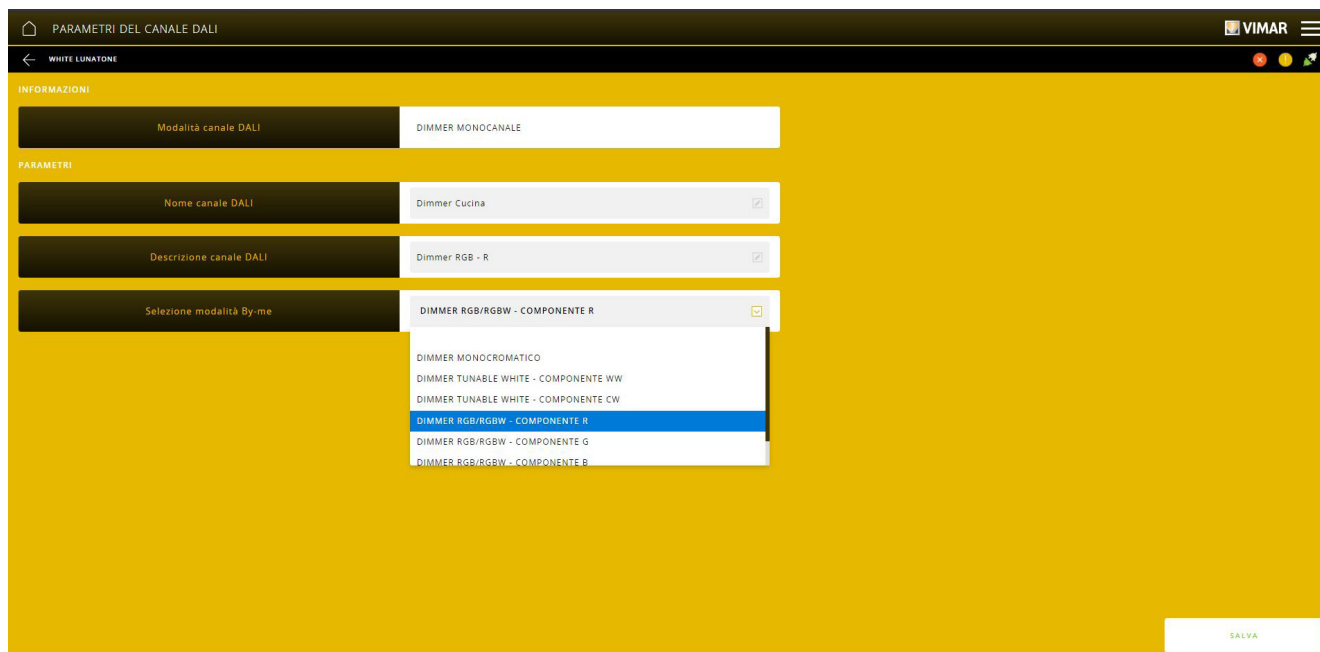 PARAMETRI DEL CANALE DALI
VIMAR
WHITE LUNATONE
INFORMAZIONI
Modalità canale DALI
DIMMER MONOCANALE
PARAMETRI
Nome canale DALI
Dimmer Cucina
Descrizione canale DALI
Dimmer RGB - R
Selezione modalità By-me
DIMMER RGB/RGBW - COMPONENTE R
DIMMER MONOCROMATICO
DIMMER TUNABLE WHITE - COMPONENTE WW
DIMMER TUNABLE WHITE - COMPONENTE CW
DIMMER RGB/RGBW - COMPONENTE R
DIMMER RGB/RGBW - COMPONENTE G
DIMMER RGB/RGBW - COMPONENTE B
SALVA